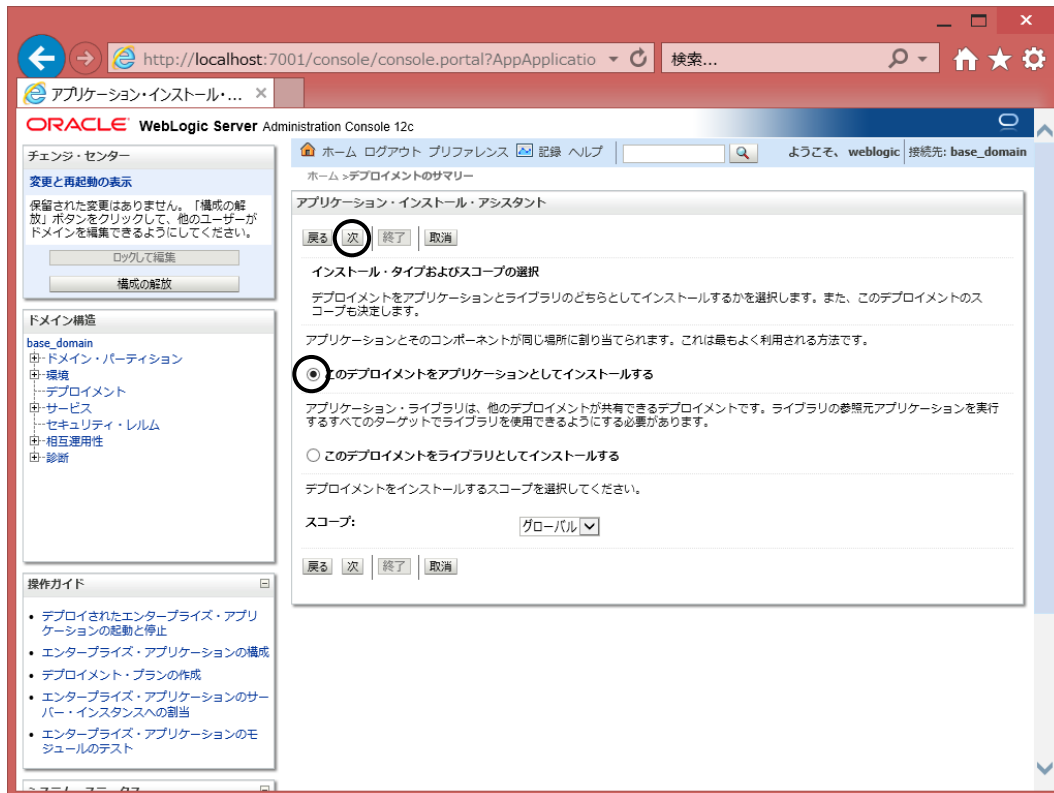 http://localhost:7001/console/console.portal?AppApplicatio
検索...
アプリケーション・インストール・...
ORACLE WebLogic Server Administration Console 12c
チェンジ・センター
変更と再起動の表示
保留された変更はありません。「構成の解
放」ボタンをクリックして、他のユーザーが
ドメインを編集できるようにしてください。
ロックして編集
構成の解放
ドメイン構造
base_domain
ドメイン・パーティション
環境
デプロイメント
サービス
セキュリティ・レルム
相互運用性
診断
操作ガイド
• デプロイされたエンタープライズ・アプリ
ケーションの起動と停止
• エンタープライズ・アプリケーションの構成
• デプロイメント・プランの作成
• エンタープライズ・アプリケーションのサー
バー・インスタンスへの割当
• エンタープライズ・アプリケーションのモ
ジュールのテスト
ホーム ログアウト プリファレンス 記録 ヘルプ
ようこそ、 weblogic 接続先: base_domain
ホーム >デプロイメントのサマリー
アプリケーション・インストール・アシスタント
戻る 次 終了 取消
インストール・タイプおよびスコープの選択
デプロイメントをアプリケーションとライブラリのどちらとしてインストールするかを選択します。また、このデプロイメントのス
コープも決定します。
アプリケーションとそのコンポーネントが同じ場所に割り当てられます。これは最もよく利用される方法です。
このデプロイメントをアプリケーションとしてインストールする
アプリケーション・ライブラリは、他のデプロイメントが共有できるデプロイメントです。ライブラリの参照元アプリケーションを実行
するすべてのターゲットでライブラリを使用できるようにする必要があります。
このデプロイメントをライブラリとしてインストールする
デプロイメントをインストールするスコープを選択してください。
スコープ: グローバル
戻る 次 終了 取消